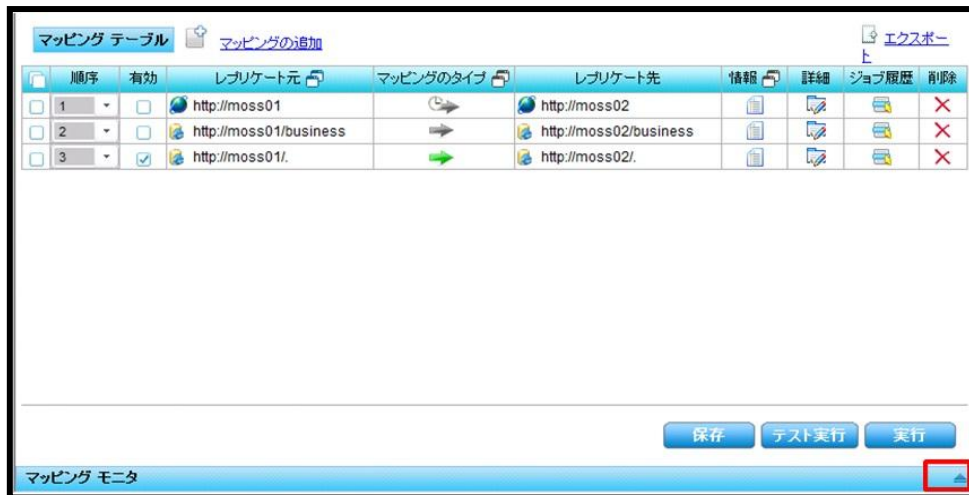 マッピング テーブル マッピングの追加 エクスポート
順序 有効 レプリケート元 マッピングのタイプ レプリケート先 情報 詳細 ジョブ履歴 削除
1 http://moss01 http://moss02
2 http://moss01/business http://moss02/business
3 http://moss01/. http://moss02/.
保存 テスト実行 実行
マッピング モニタ